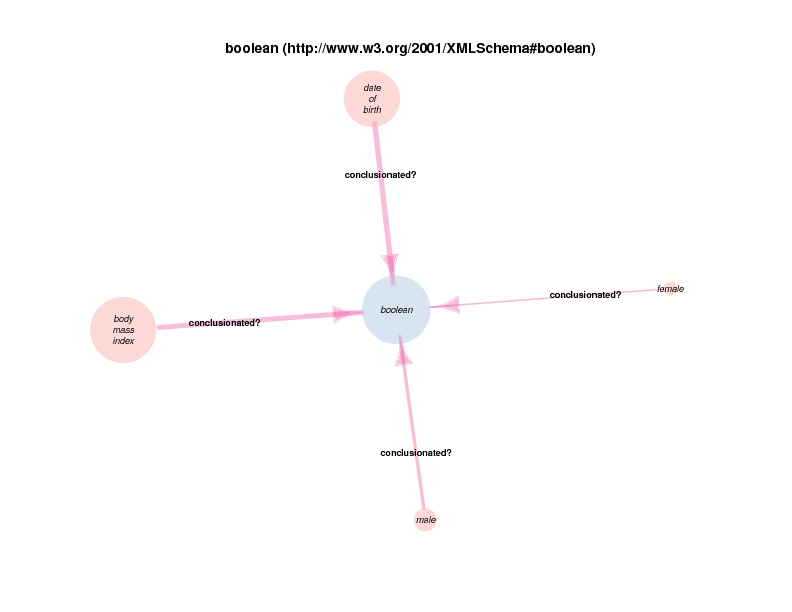 boolean (http://www.w3.org/2001/XMLSchema#boolean)
date
of
birth
conclusionated?
female
conclusionated?
boolean
body
mass
index
conclusionated?
conclusionated?
male